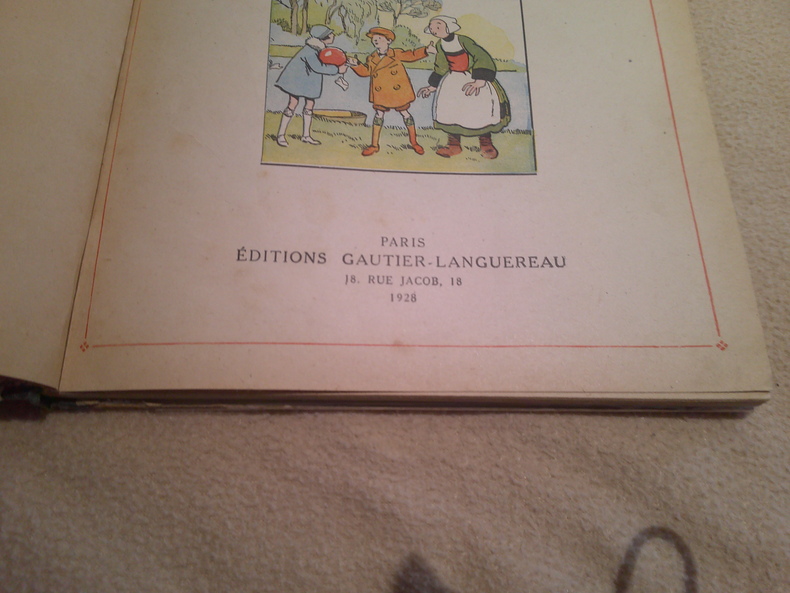 PARIS
ÉDITIONS GAUTIER-LANGUEREAU
18. RUE JACOB, 18
1928